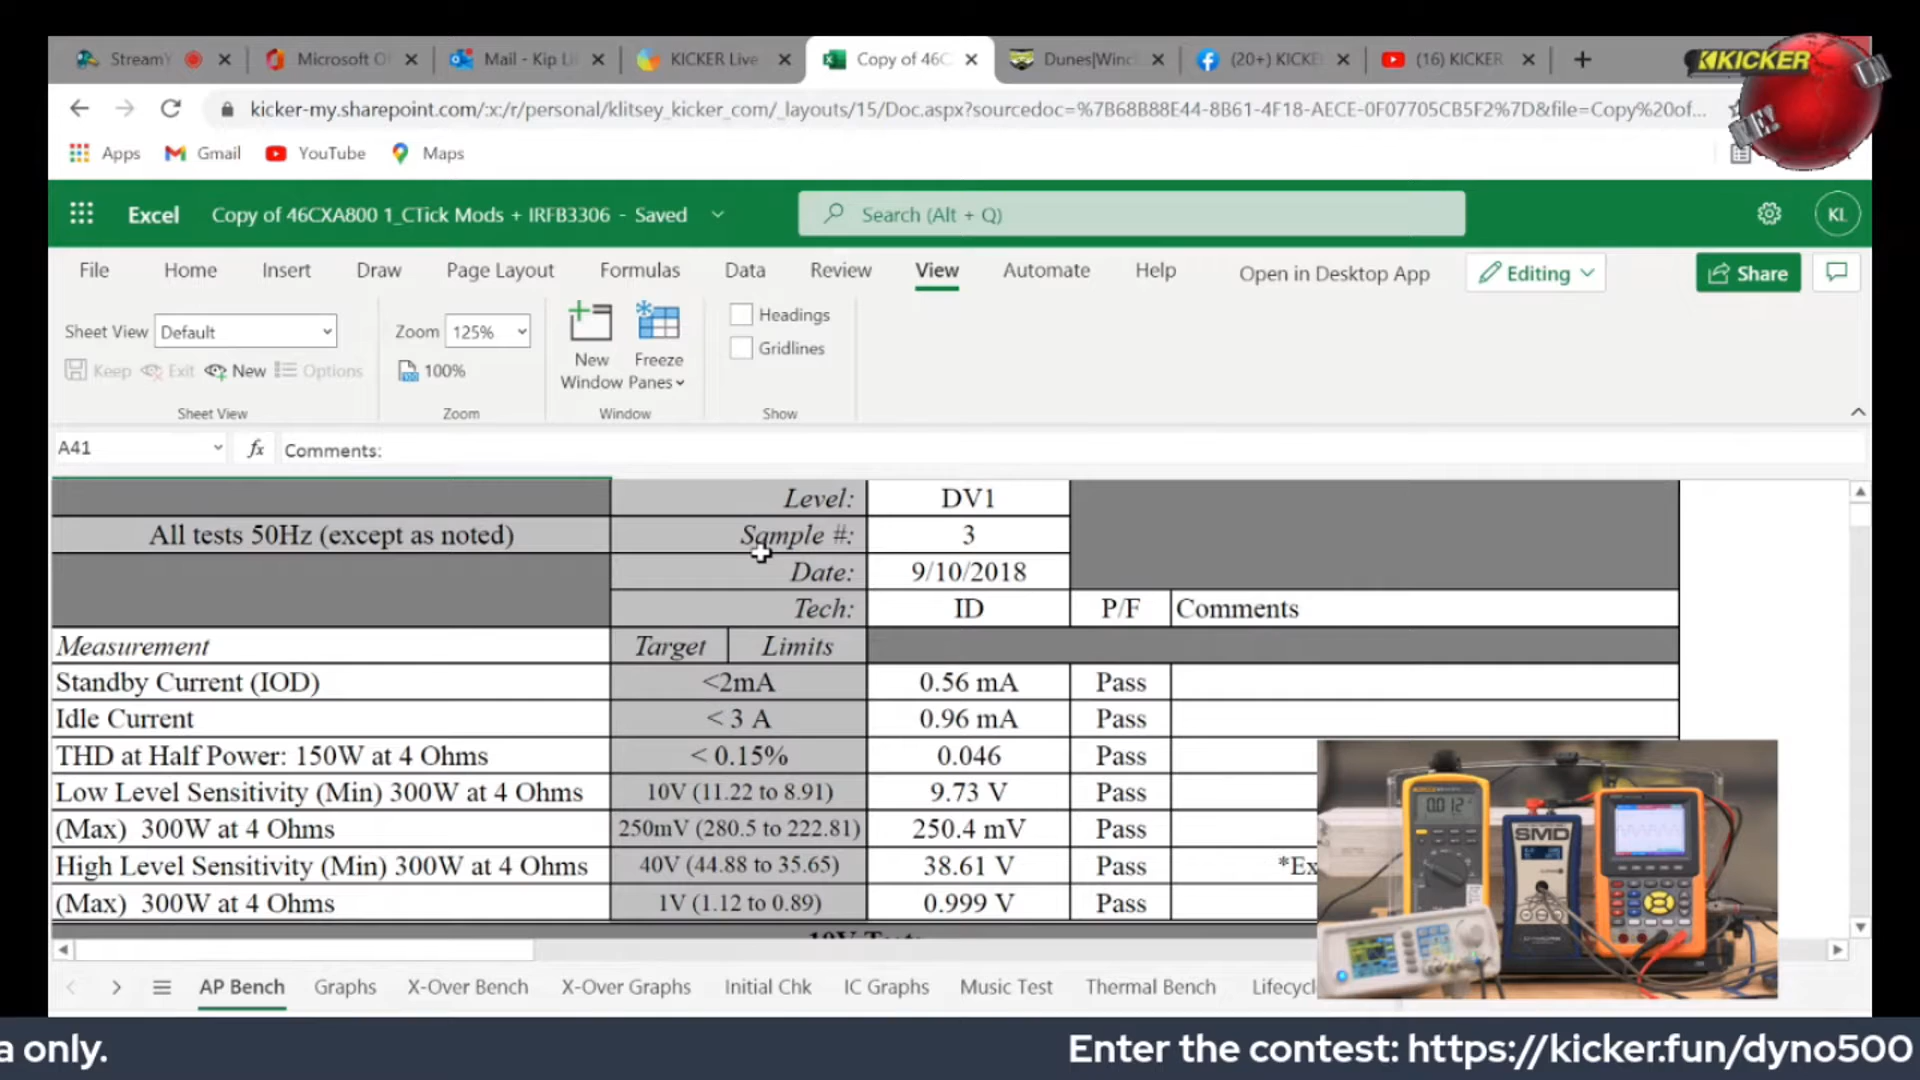 StreamY
Microsoft O
Mail - Kip Li
KICKER Live
Copy of 46C
Dunes|Winc
(20+) KICKE
(16) KICKER
KICKER
kicker-my.sharepoint.com/:x:/r/personal/klitsey_kicker_com/_layouts/15/Doc.aspx?sourcedoc=%7B68B88E44-8B61-4F18-AECE-0F07705CB5F2%7D&file=Copy%20of...
Apps
Gmail
YouTube
Maps
Excel
Copy of 46CXA800 1_CTick Mods + IRFB3306 - Saved
Search (Alt + Q)
KL
File
Home
Insert
Draw
Page Layout
Formulas
Data
Review
View
Automate
Help
Open in Desktop App
Editing
Share
Sheet View
Default
Zoom
125%
New Window
Freeze Panes
Headings
Gridlines
Keep
Exit
New
Options
100%
Sheet View
Zoom
Window
Show
A41
fx
Comments:
Level: DV1
All tests 50Hz (except as noted) Sample #: 3
Date: 9/10/2018
Tech: ID P/F Comments
Measurement Target Limits
Standby Current (IOD) <2mA 0.56 mA Pass
Idle Current < 3 A 0.96 mA Pass
THD at Half Power: 150W at 4 Ohms < 0.15% 0.046 Pass
Low Level Sensitivity (Min) 300W at 4 Ohms 10V (11.22 to 8.91) 9.73 V Pass
(Max) 300W at 4 Ohms 250mV (280.5 to 222.81) 250.4 mV Pass
High Level Sensitivity (Min) 300W at 4 Ohms 40V (44.88 to 35.65) 38.61 V Pass *Ex
(Max) 300W at 4 Ohms 1V (1.12 to 0.89) 0.999 V Pass
0.012
SMD
AP Bench
Graphs
X-Over Bench
X-Over Graphs
Initial Chk
IC Graphs
Music Test
Thermal Bench
Lifecycl
a only.
Enter the contest: https://kicker.fun/dyno500